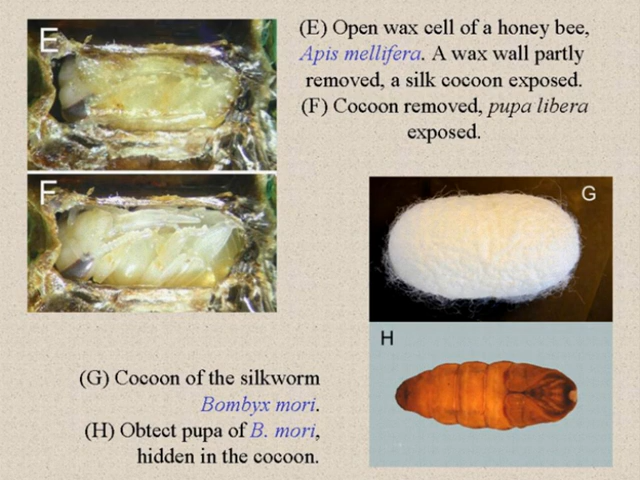 E
(E) Open wax cell of a honey bee,
Apis mellifera. A wax wall partly
removed, a silk cocoon exposed.
(F) Cocoon removed, pupa libera
exposed.
F
G
H
(G) Cocoon of the silkworm
Bombyx mori.
(H) Obtect pupa of B. mori,
hidden in the cocoon.